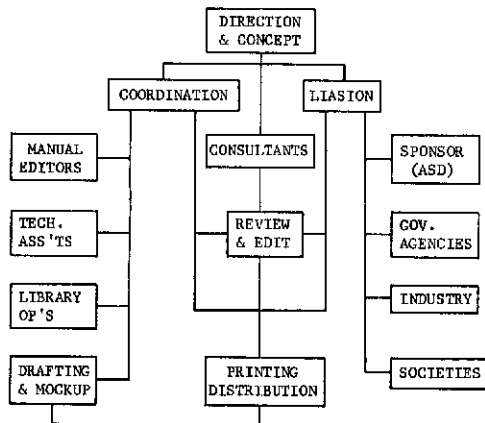 DIRECTION
& CONCEPT
COORDINATION
LIASION
MANUAL
EDITORS
CONSULTANTS
SPONSOR
(ASD)
TECH.
ASS'TS
REVIEW
& EDIT
GOV.
AGENCIES
LIBRARY
OP'S
INDUSTRY
DRAFTING
& MOCKUP
PRINTING
DISTRIBUTION
SOCIETIES